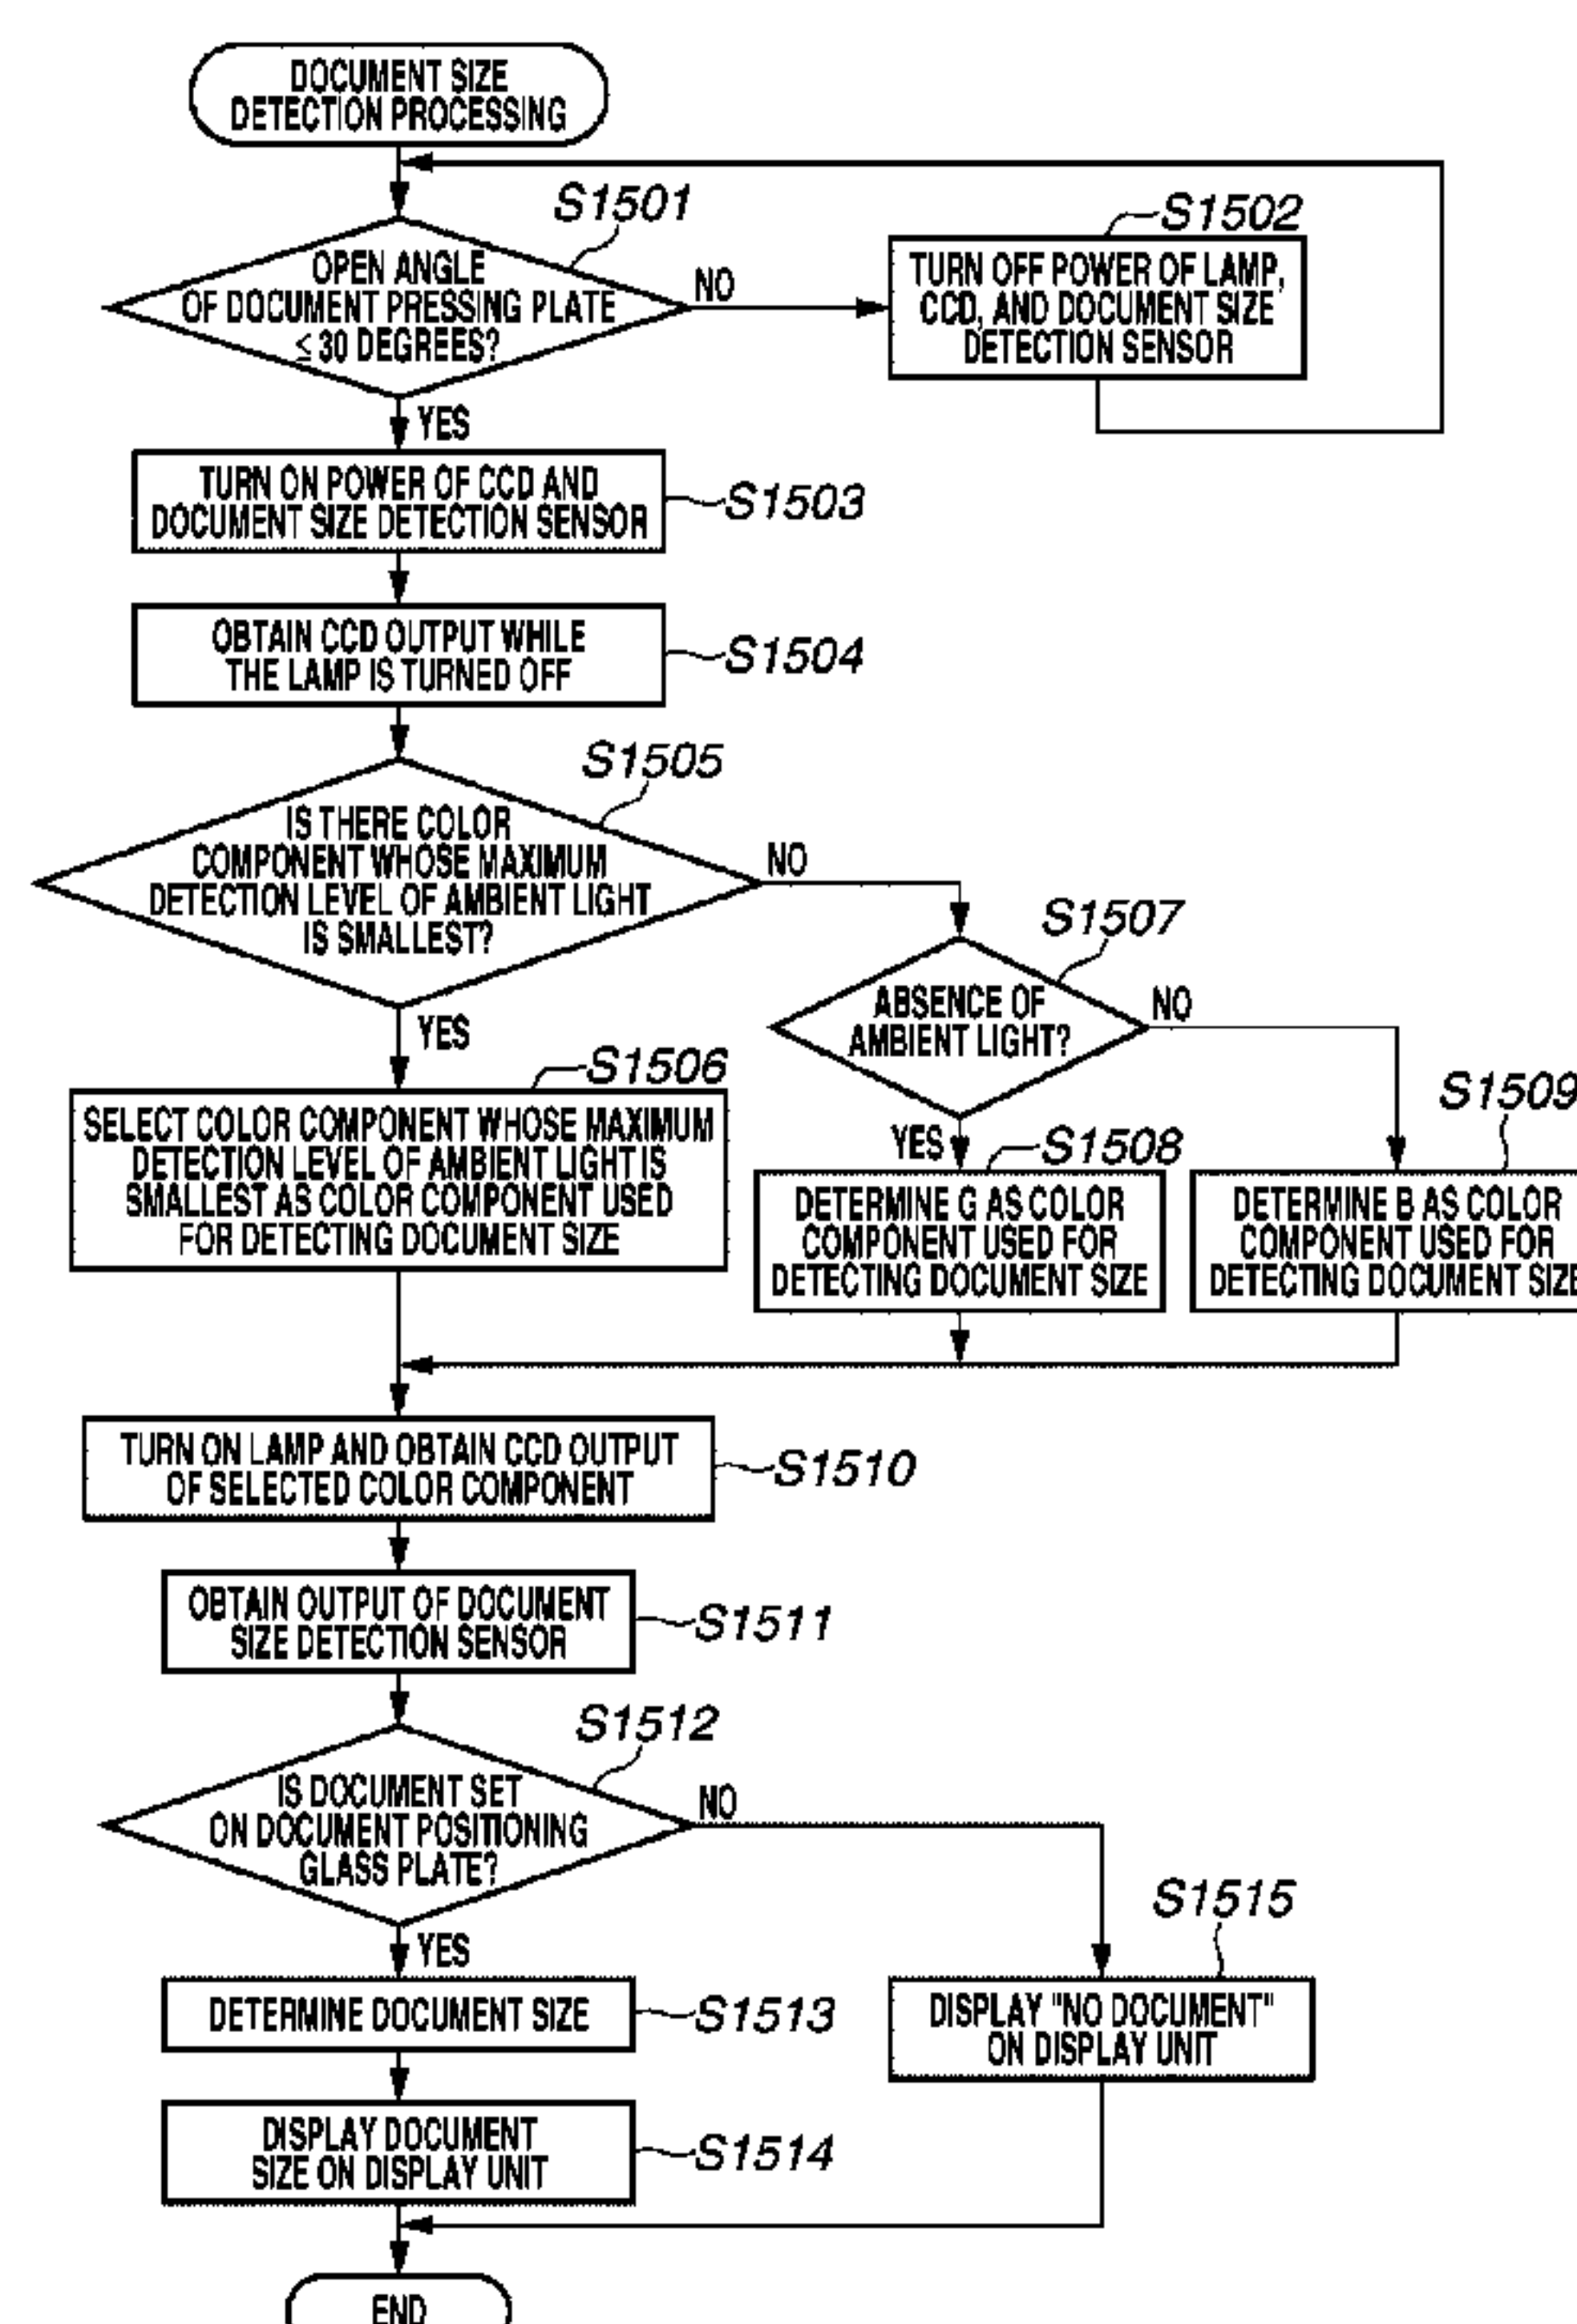 DOCUMENT SIZE
DETECTION PROCESSING
S1501
OPEN ANGLE
OF DOCUMENT PRESSING PLATE
≤ 30 DEGREES?
NO
S1502
TURN OFF POWER OF LAMP,
CCD, AND DOCUMENT SIZE
DETECTION SENSOR
YES
TURN ON POWER OF CCD AND
DOCUMENT SIZE DETECTION SENSOR
S1503
OBTAIN CCD OUTPUT WHILE
THE LAMP IS TURNED OFF
S1504
S1505
IS THERE COLOR
COMPONENT WHOSE MAXIMUM
DETECTION LEVEL OF AMBIENT LIGHT
IS SMALLEST?
NO
S1507
ABSENCE OF
AMBIENT LIGHT?
NO
YES
S1506
SELECT COLOR COMPONENT WHOSE MAXIMUM
DETECTION LEVEL OF AMBIENT LIGHT IS
SMALLEST AS COLOR COMPONENT USED
FOR DETECTING DOCUMENT SIZE
YES
S1508
DETERMINE G AS COLOR
COMPONENT USED FOR
DETECTING DOCUMENT SIZE
S1509
DETERMINE B AS COLOR
COMPONENT USED FOR
DETECTING DOCUMENT SIZE
TURN ON LAMP AND OBTAIN CCD OUTPUT
OF SELECTED COLOR COMPONENT
S1510
OBTAIN OUTPUT OF DOCUMENT
SIZE DETECTION SENSOR
S1511
S1512
IS DOCUMENT SET
ON DOCUMENT POSITIONING
GLASS PLATE?
NO
YES
S1515
DETERMINE DOCUMENT SIZE
S1513
DISPLAY "NO DOCUMENT"
ON DISPLAY UNIT
DISPLAY DOCUMENT
SIZE ON DISPLAY UNIT
S1514
END